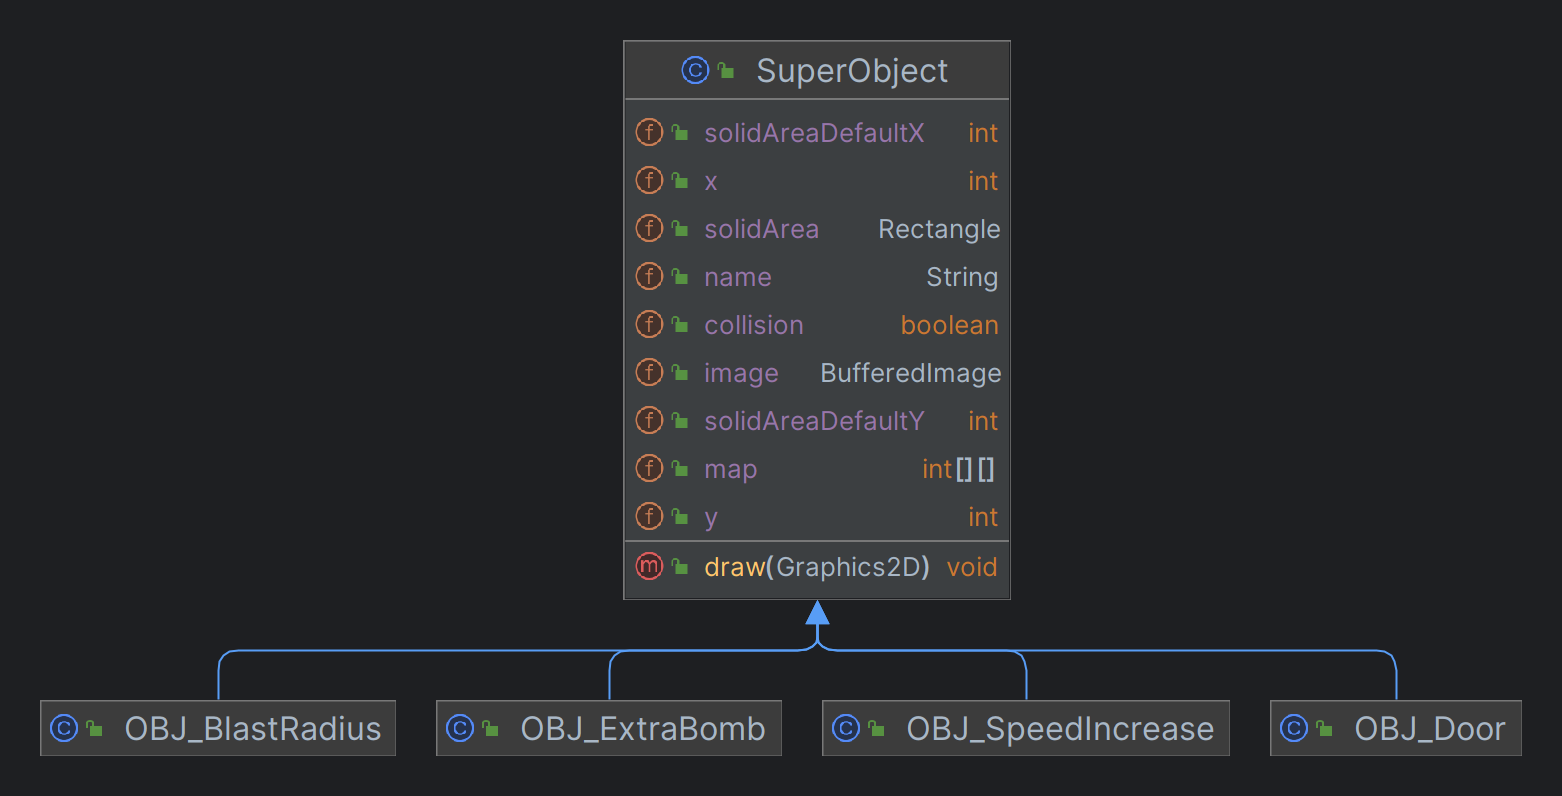 SuperObject
solidAreaDefaultX int
x int
solidArea Rectangle
name String
collision boolean
image BufferedImage
solidAreaDefaultY int
map int[][]
y int
draw(Graphics2D) void
OBJ_BlastRadius OBJ_ExtraBomb OBJ_SpeedIncrease OBJ_Door